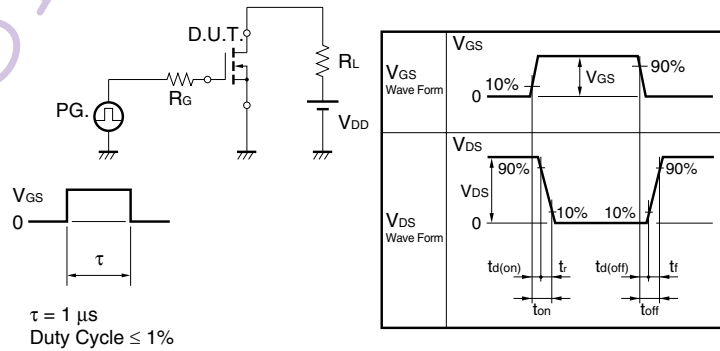 D.U.T.
RL
RG
PG.
VDD
VGS
0
τ
τ = 1 μs
Duty Cycle ≤ 1%
VGS
Wave Form
VGS
10%
0
VGS
90%
VDS
Wave Form
VDS
90%
VDS
0
10%
10%
90%
td(on)
tr
td(off)
tf
ton
toff